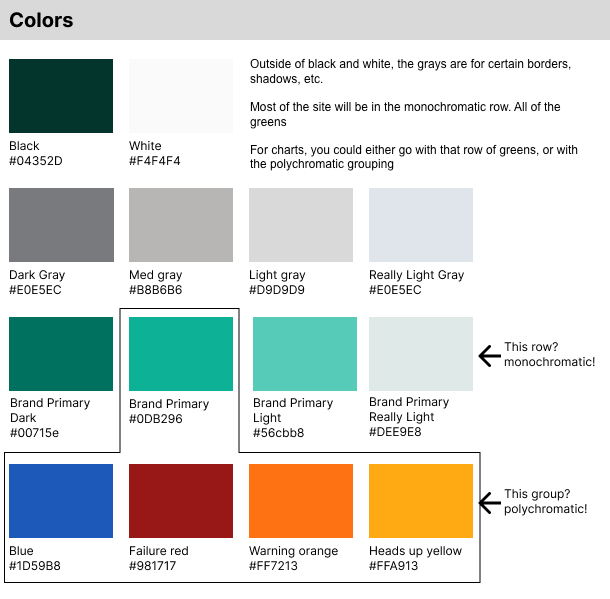 Colors
Outside of black and white, the grays are for certain borders,
shadows, etc.
Most of the site will be in the monochromatic row. All of the
greens
For charts, you could either go with that row of greens, or with
the polychromatic grouping
Black
#04352D
White
#F4F4F4
Dark Gray
#E0E5EC
Med gray
#B8B6B6
Light gray
#D9D9D9
Really Light Gray
#E0E5EC
Brand Primary
Dark
#00715e
Brand Primary
#0DB296
Brand Primary
Light
#56cbb8
Brand Primary
Really Light
#DEE9E8
This row?
monochromatic!
Blue
#1D59B8
Failure red
#981717
Warning orange
#FF7213
Heads up yellow
#FFA913
This group?
polychromatic!